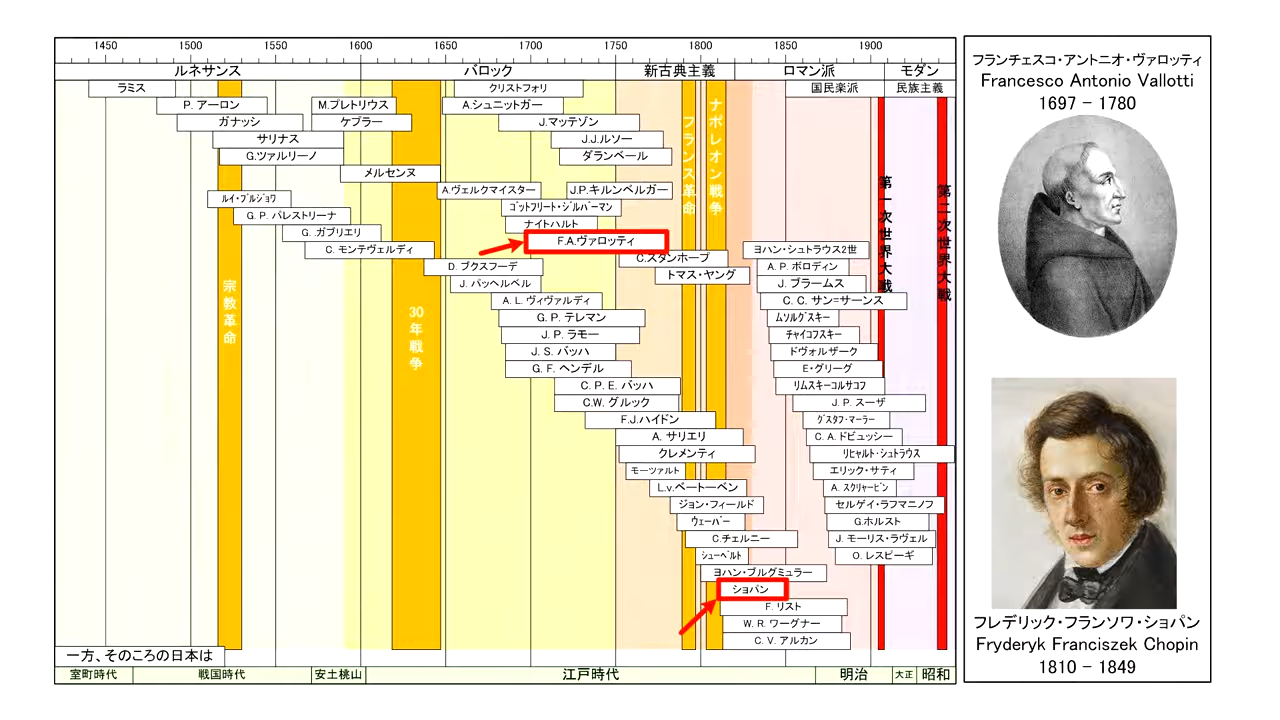 1450 1500 1550 1600 1650 1700 1750 1800 1850 1900
ルネサンス バロック 新古典主義 ロマン派 モダン
国民楽派 民族主義
ラミス クリストフォリ
P. アーロン M.プレトリウス A.シュニットガー
ガナッシ ケプラー J.マッテゾン
サリナス J.J.ルソー
G.ツァルリーノ ダランベール
メルセンヌ
A.ヴェルクマイスター J.P.キルンベルガー
ルイ・ブルジョワ ゴットフリート・ジルバーマン
G. P. パレストリーナ ナイトハルト
G. ガブリエリ F.A.ヴァロッティ
C. モンテヴェルディ C.スタンホープ ヨハン・シュトラウス2世
D. ブクスフーデ トマス・ヤング A. P. ボロディン
J. パッヘルベル J. ブラームス
A. L. ヴィヴァルディ C. C. サン=サーンス
G. P. テレマン ムソルグスキー
J. P. ラモー チャイコフスキー
J. S. バッハ ドヴォルザーク
G. F. ヘンデル E・グリーグ
C. P. E. バッハ リムスキーコルサコフ
C.W. グルック J. P. スーザ
F.J.ハイドン グスタフ・マーラー
A. サリエリ C. A.ドビュッシー
クレメンティ リヒャルト・シュトラウス
モーツァルト エリック・サティ
L.v.ベートーベン A. スクリャービン
ジョン・フィールド セルゲイ・ラフマニノフ
ウェーバー G.ホルスト
C.チェルニー J. モーリス・ラヴェル
シューベルト O. レスピーギ
ヨハン・ブルグミュラー
ショパン
F. リスト
W. R. ワーグナー
C. V. アルカン
宗教革命
30年戦争
フランス革命
ナポレオン戦争
第一次世界大戦
第二次世界大戦
一方、そのころの日本は
室町時代 戦国時代 安土桃山 江戸時代 明治 大正 昭和
フランチェスコ・アントニオ・ヴァロッティ
Francesco Antonio Vallotti
1697 - 1780
フレデリック・フランソワ・ショパン
Fryderyk Franciszek Chopin
1810 - 1849